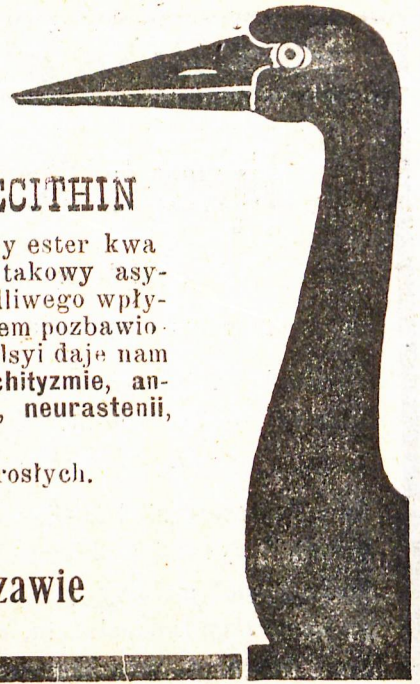 ECITHIN
y ester kwa
takowy asy-
dliwego wpły-
em pozbawio-
lsyi daje nam
chityzmie, an-
, neurastenii,
rosłych.
zawie